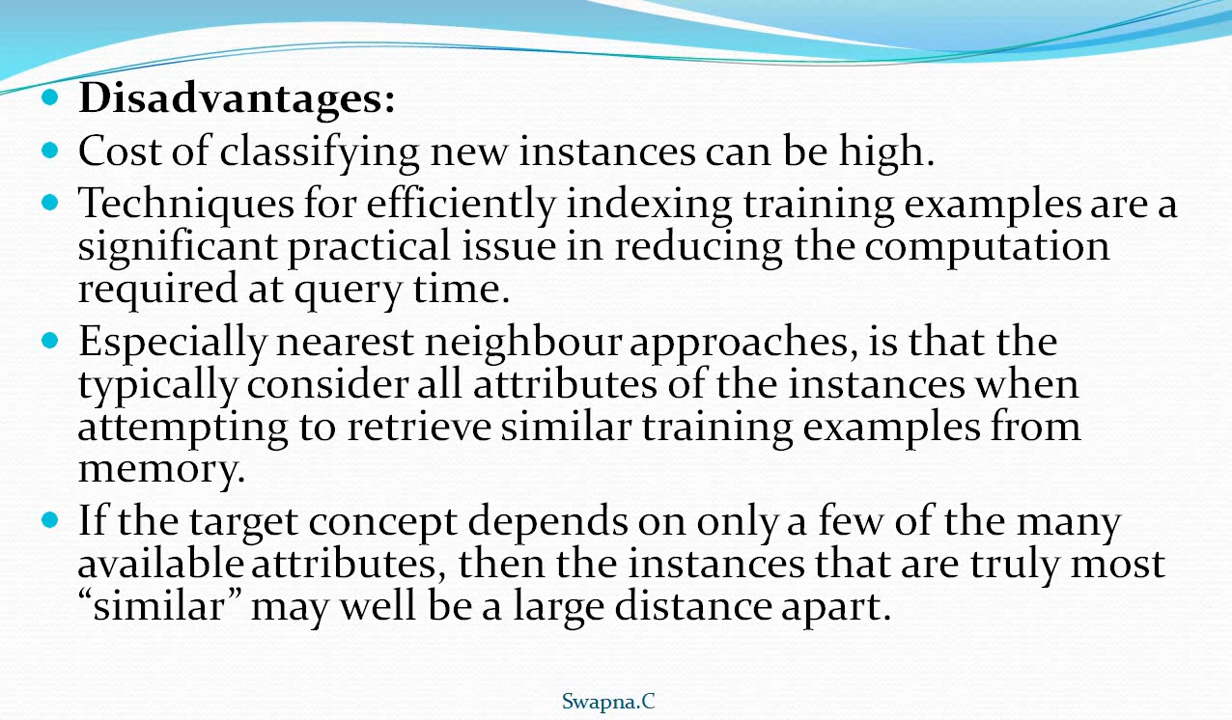 Disadvantages:
Cost of classifying new instances can be high.
Techniques for efficiently indexing training examples are a
significant practical issue in reducing the computation
required at query time.
Especially nearest neighbour approaches, is that the
typically consider all attributes of the instances when
attempting to retrieve similar training examples from
memory.
If the target concept depends on only a few of the many
available attributes, then the instances that are truly most
“similar” may well be a large distance apart.
Swapna.C